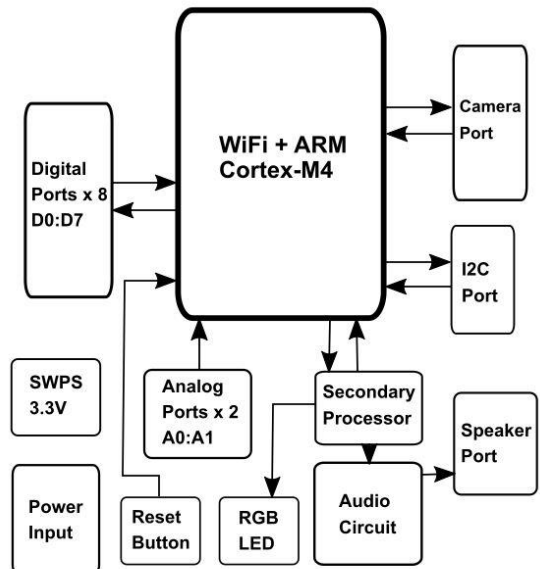 WiFi + ARM
Cortex-M4
Camera
Port
Digital
Ports x 8
D0:D7
I2C
Port
SWPS
3.3V
Analog
Ports x 2
A0:A1
Secondary
Processor
Speaker
Port
Power
Input
Reset
Button
RGB
LED
Audio
Circuit